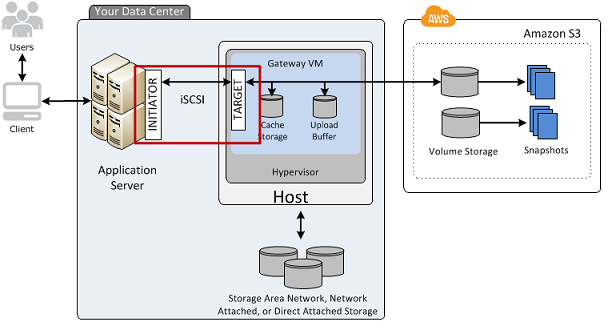 Users
Client
Your Data Center
Application
Server
INITIATOR
iSCSI
TARGET
Gateway VM
Cache
Storage
Upload
Buffer
Hypervisor
Host
Storage Area Network, Network
Attached, or Direct Attached Storage
AWS
Amazon S3
Volume Storage
Snapshots